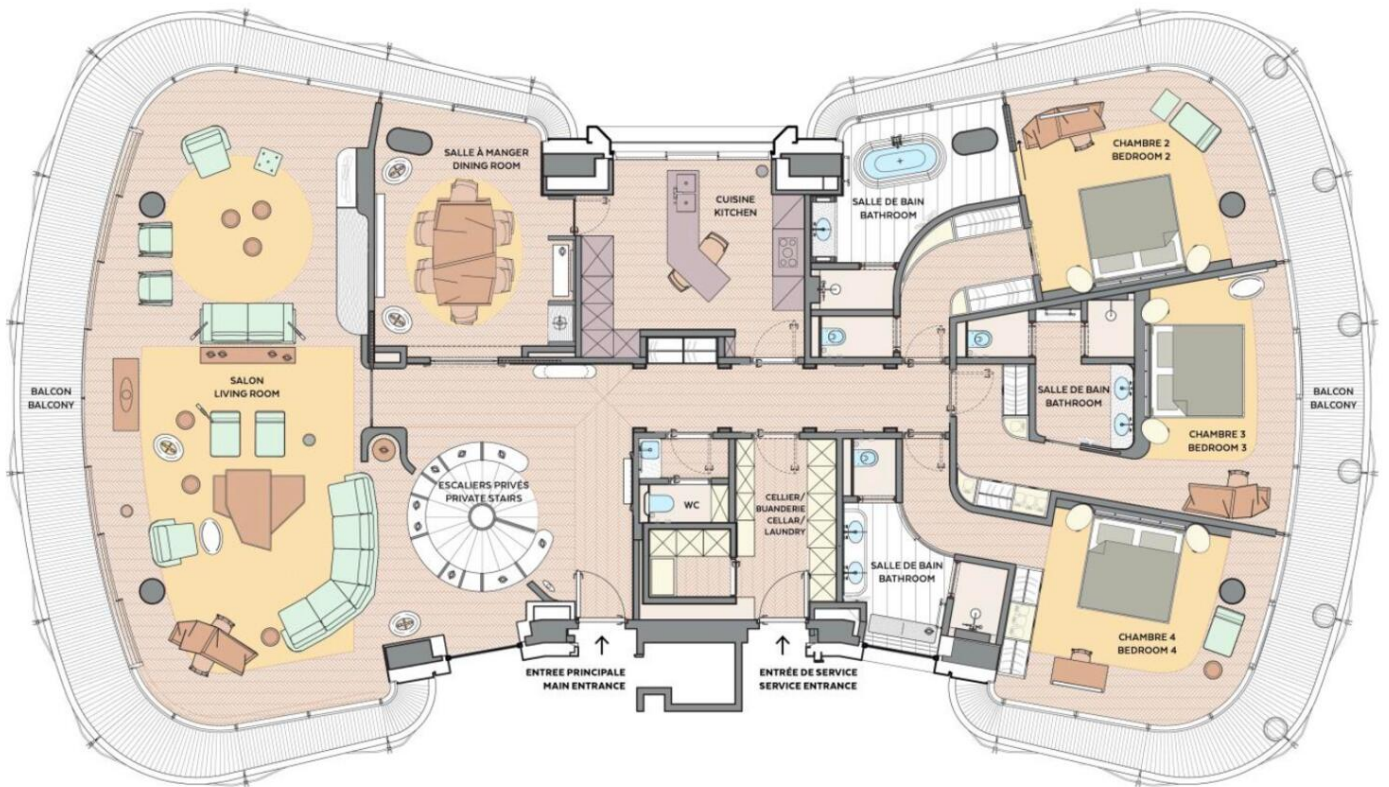 SALLE À MANGER
DINING ROOM
CUISINE
KITCHEN
SALLE DE BAIN
BATHROOM
CHAMBRE 2
BEDROOM 2
BALCON
BALCONY
SALON
LIVING ROOM
SALLE DE BAIN
BATHROOM
BALCON
BALCONY
CHAMBRE 3
BEDROOM 3
ESCALIERS PRIVÉS
PRIVATE STAIRS
WC
CELLIER/
BUANDERIE
CELLAR/
LAUNDRY
SALLE DE BAIN
BATHROOM
CHAMBRE 4
BEDROOM 4
ENTREE PRINCIPALE
MAIN ENTRANCE
ENTRÉE DE SERVICE
SERVICE ENTRANCE